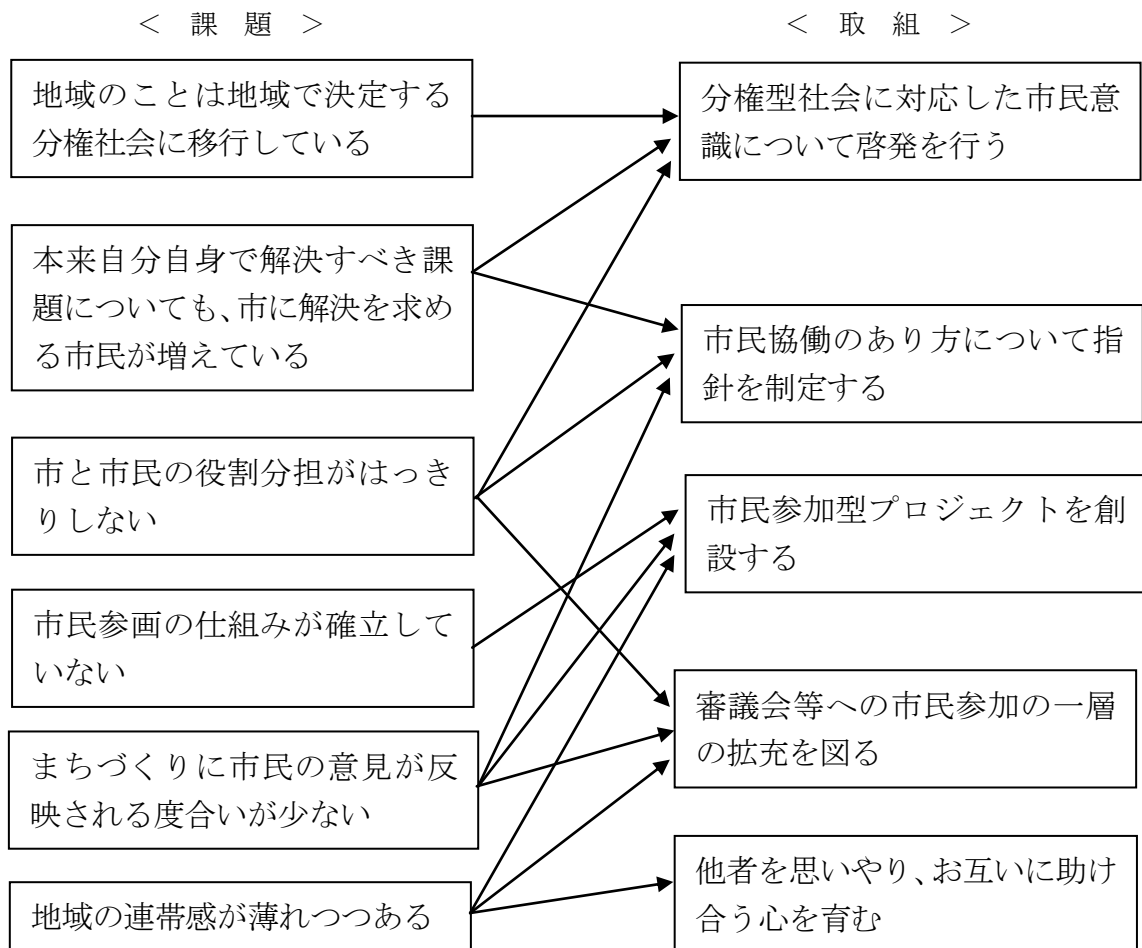 ＜ 課 題 ＞
地域のことは地域で決定する
分権社会に移行している
本来自分自身で解決すべき課
題についても、市に解決を求め
る市民が増えている
市と市民の役割分担がはっき
りしない
市民参画の仕組みが確立して
いない
まちづくりに市民の意見が反
映される度合いが少ない
地域の連帯感が薄れつつある
＜ 取 組 ＞
分権型社会に対応した市民意
識について啓発を行う
市民協働のあり方について指
針を制定する
市民参加型プロジェクトを創
設する
審議会等への市民参加の一層
の拡充を図る
他者を思いやり、お互いに助け
合う心を育む